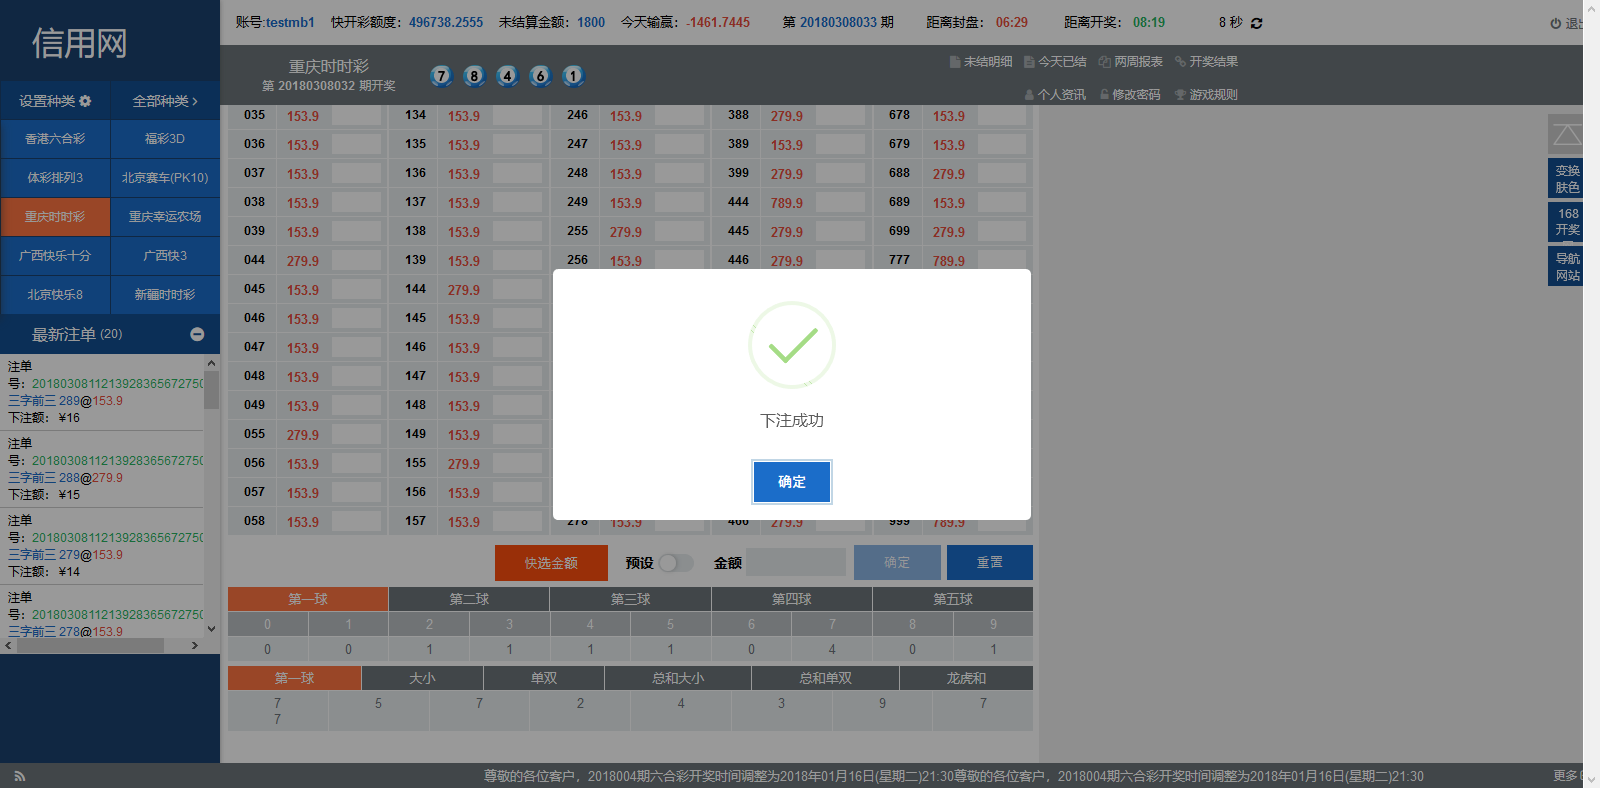 信用网
账号:testmb1 快开彩额度：496738.2555 未结算金额：1800 今天输赢：-1461.7445 第 20180308033 期 距离封盘：06:29 距离开奖：08:19 8 秒
重庆时时彩
第 20180308032 期开奖
7 8 4 6 1
未结明细 今天已结 两周报表 开奖结果
个人资讯 修改密码 游戏规则
设置种类 全部种类
香港六合彩 福彩3D
体彩排列3 北京赛车(PK10)
重庆时时彩 重庆幸运农场
广西快乐十分 广西快3
北京快乐8 新疆时时彩
最新注单 (20)
注单
号：2018030811213928365672750
三字前三 289@153.9
下注额： ¥16
注单
号：2018030811213928365672750
三字前三 288@279.9
下注额： ¥15
注单
号：2018030811213928365672750
三字前三 279@153.9
下注额： ¥14
注单
号：2018030811213928365672750
三字前三 278@153.9
035 153.9 134 153.9 246 153.9 388 279.9 678 153.9
036 153.9 135 153.9 247 153.9 389 153.9 679 153.9
037 153.9 136 153.9 248 153.9 399 279.9 688 279.9
038 153.9 137 153.9 249 153.9 444 789.9 689 153.9
039 153.9 138 153.9 255 279.9 445 279.9 699 279.9
044 279.9 139 153.9 256 153.9 446 279.9 777 789.9
045 153.9 144 279.9
046 153.9 145 153.9
047 153.9 146 153.9
048 153.9 147 153.9
049 153.9 148 153.9
055 279.9 149 153.9
056 153.9 155 279.9
057 153.9 156 153.9
058 153.9 157 153.9 278 153.9 466 279.9 999 789.9
下注成功
确定
变换
肤色
168
开奖
导航
网站
快选金额 预设 金额 确定 重置
第一球 第二球 第三球 第四球 第五球
0 1 2 3 4 5 6 7 8 9
0 0 1 1 1 1 0 4 0 1
第一球 大小 单双 总和大小 总和单双 龙虎和
7 5 7 2 4 3 9 7
7
尊敬的各位客户，2018004期六合彩开奖时间调整为2018年01月16日(星期二)21:30尊敬的各位客户，2018004期六合彩开奖时间调整为2018年01月16日(星期二)21:30
更多